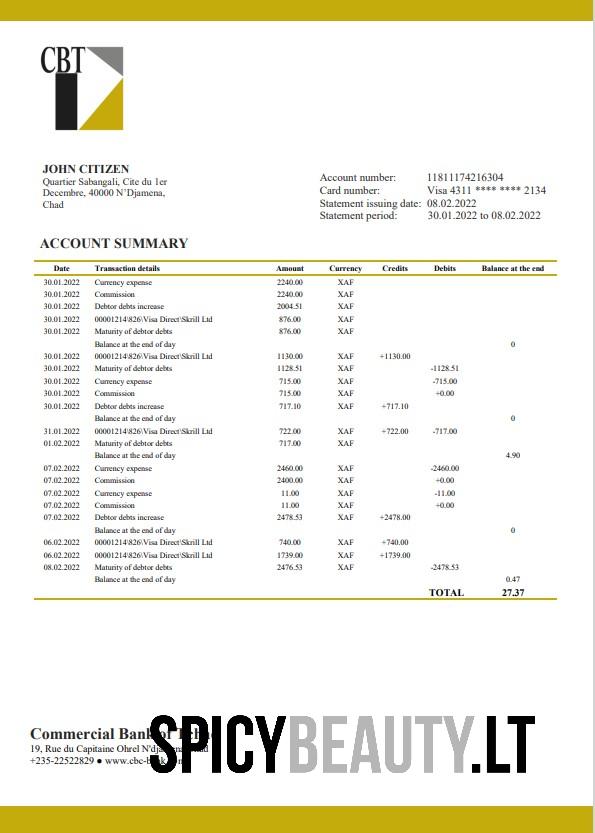 CBT
JOHN CITIZEN
Quartier Sabangali, Cite du 1er
Decembre, 40000 N'Djamena,
Chad
Account number: 11811174216304
Card number: Visa 4311 **** **** 2134
Statement issuing date: 08.02.2022
Statement period: 30.01.2022 to 08.02.2022
ACCOUNT SUMMARY
Date Transaction details Amount Currency Credits Debits Balance at the end
30.01.2022 Currency expense 2240.00 XAF
30.01.2022 Commission 2240.00 XAF
30.01.2022 Debtor debts increase 2004.51 XAF
30.01.2022 00001214\826\Visa Direct\Skrill Ltd 876.00 XAF
30.01.2022 Maturity of debtor debts 876.00 XAF
Balance at the end of day 0
30.01.2022 00001214\826\Visa Direct\Skrill Ltd 1130.00 XAF +1130.00
30.01.2022 Maturity of debtor debts 1128.51 XAF -1128.51
30.01.2022 Currency expense 715.00 XAF -715.00
30.01.2022 Commission 715.00 XAF +0.00
30.01.2022 Debtor debts increase 717.10 XAF +717.10
Balance at the end of day 0
31.01.2022 00001214\826\Visa Direct\Skrill Ltd 722.00 XAF +722.00 -717.00
01.02.2022 Maturity of debtor debts 717.00 XAF
Balance at the end of day 4.90
07.02.2022 Currency expense 2460.00 XAF -2460.00
07.02.2022 Commission 2400.00 XAF +0.00
07.02.2022 Currency expense 11.00 XAF -11.00
07.02.2022 Commission 11.00 XAF +0.00
07.02.2022 Debtor debts increase 2478.53 XAF +2478.00
Balance at the end of day 0
06.02.2022 00001214\826\Visa Direct\Skrill Ltd 740.00 XAF +740.00
06.02.2022 00001214\826\Visa Direct\Skrill Ltd 1739.00 XAF +1739.00
08.02.2022 Maturity of debtor debts 2476.53 XAF -2478.53
Balance at the end of day 0.47
TOTAL 27.37
Commercial Bank
19, Rue du Capitaine Ohrel
+235-22522829 ●
SPICYBEAUTY.LT